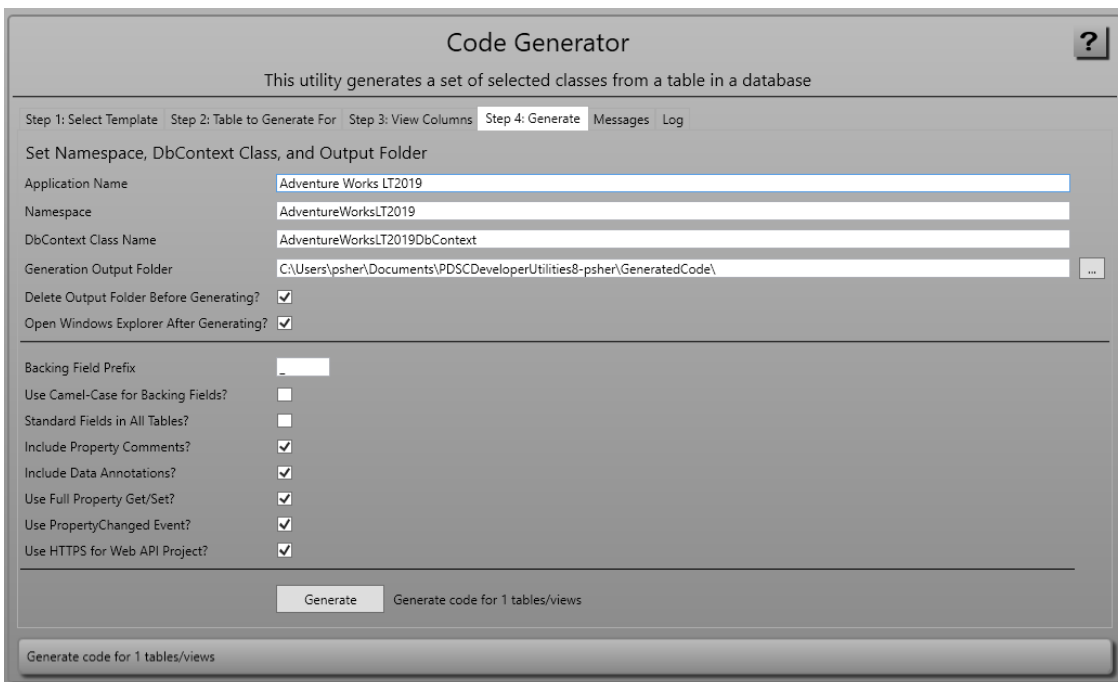 Code Generator
?
This utility generates a set of selected classes from a table in a database
Step 1: Select Template Step 2: Table to Generate For Step 3: View Columns Step 4: Generate Messages Log
Set Namespace, DbContext Class, and Output Folder
Application Name Adventure Works LT2019
Namespace AdventureWorksLT2019
DbContext Class Name AdventureWorksLT2019DbContext
Generation Output Folder C:\Users\psher\Documents\PDSCDeveloperUtilities8-psher\GeneratedCode\ ...
Delete Output Folder Before Generating?
Open Windows Explorer After Generating?
Backing Field Prefix _
Use Camel-Case for Backing Fields?
Standard Fields in All Tables?
Include Property Comments?
Include Data Annotations?
Use Full Property Get/Set?
Use PropertyChanged Event?
Use HTTPS for Web API Project?
Generate Generate code for 1 tables/views
Generate code for 1 tables/views